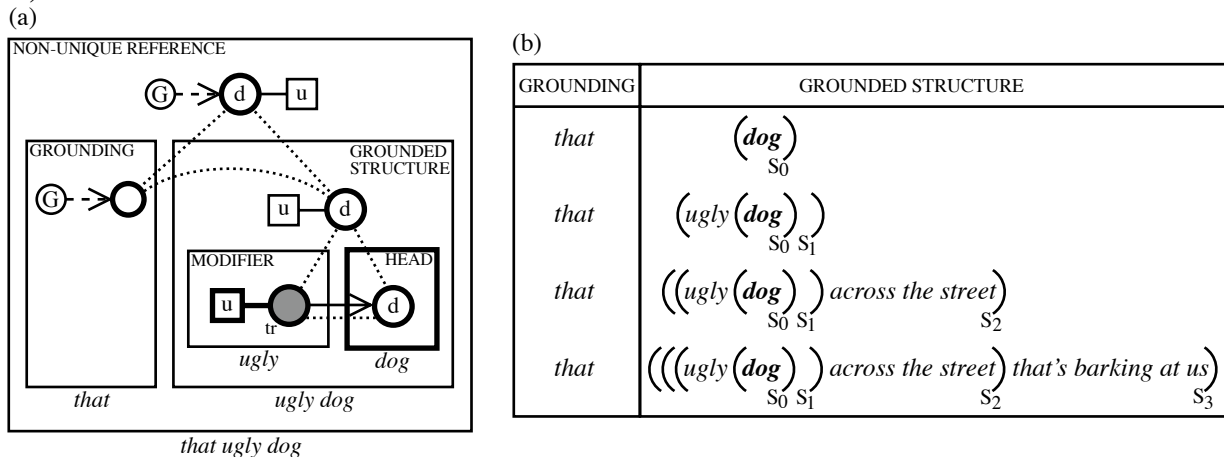 (a)
NON-UNIQUE REFERENCE
G d u
GROUNDING
G
that
GROUNDED
STRUCTURE
u d
MODIFIER
u
tr
ugly
HEAD
d
dog
ugly dog
that ugly dog
(b)
GROUNDING GROUNDED STRUCTURE
that (dog)S0
that (ugly (dog)S0 )S1
that ((ugly (dog)S0 )S1 across the street)S2
that (((ugly (dog)S0 )S1 across the street)S2 that's barking at us)S3